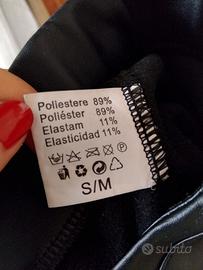 Poliestere 89%
Poliéster 89%
Elastam 11%
Elasticidad 11%
S/M
subito